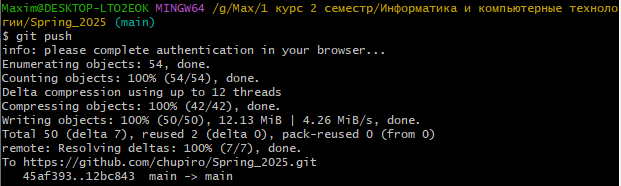 Maxim@DESKTOP-LTO2EOK MINGW64 /g/Max/1 курс 2 семестр/Информатика и компьютерные техноло
гии/Spring_2025 (main)
$ git push
info: please complete authentication in your browser...
Enumerating objects: 54, done.
Counting objects: 100% (54/54), done.
Delta compression using up to 12 threads
Compressing objects: 100% (42/42), done.
Writing objects: 100% (50/50), 12.13 MiB | 4.26 MiB/s, done.
Total 50 (delta 7), reused 2 (delta 0), pack-reused 0 (from 0)
remote: Resolving deltas: 100% (7/7), done.
To https://github.com/chupiro/Spring_2025.git
   45af393..12bc843  main -> main